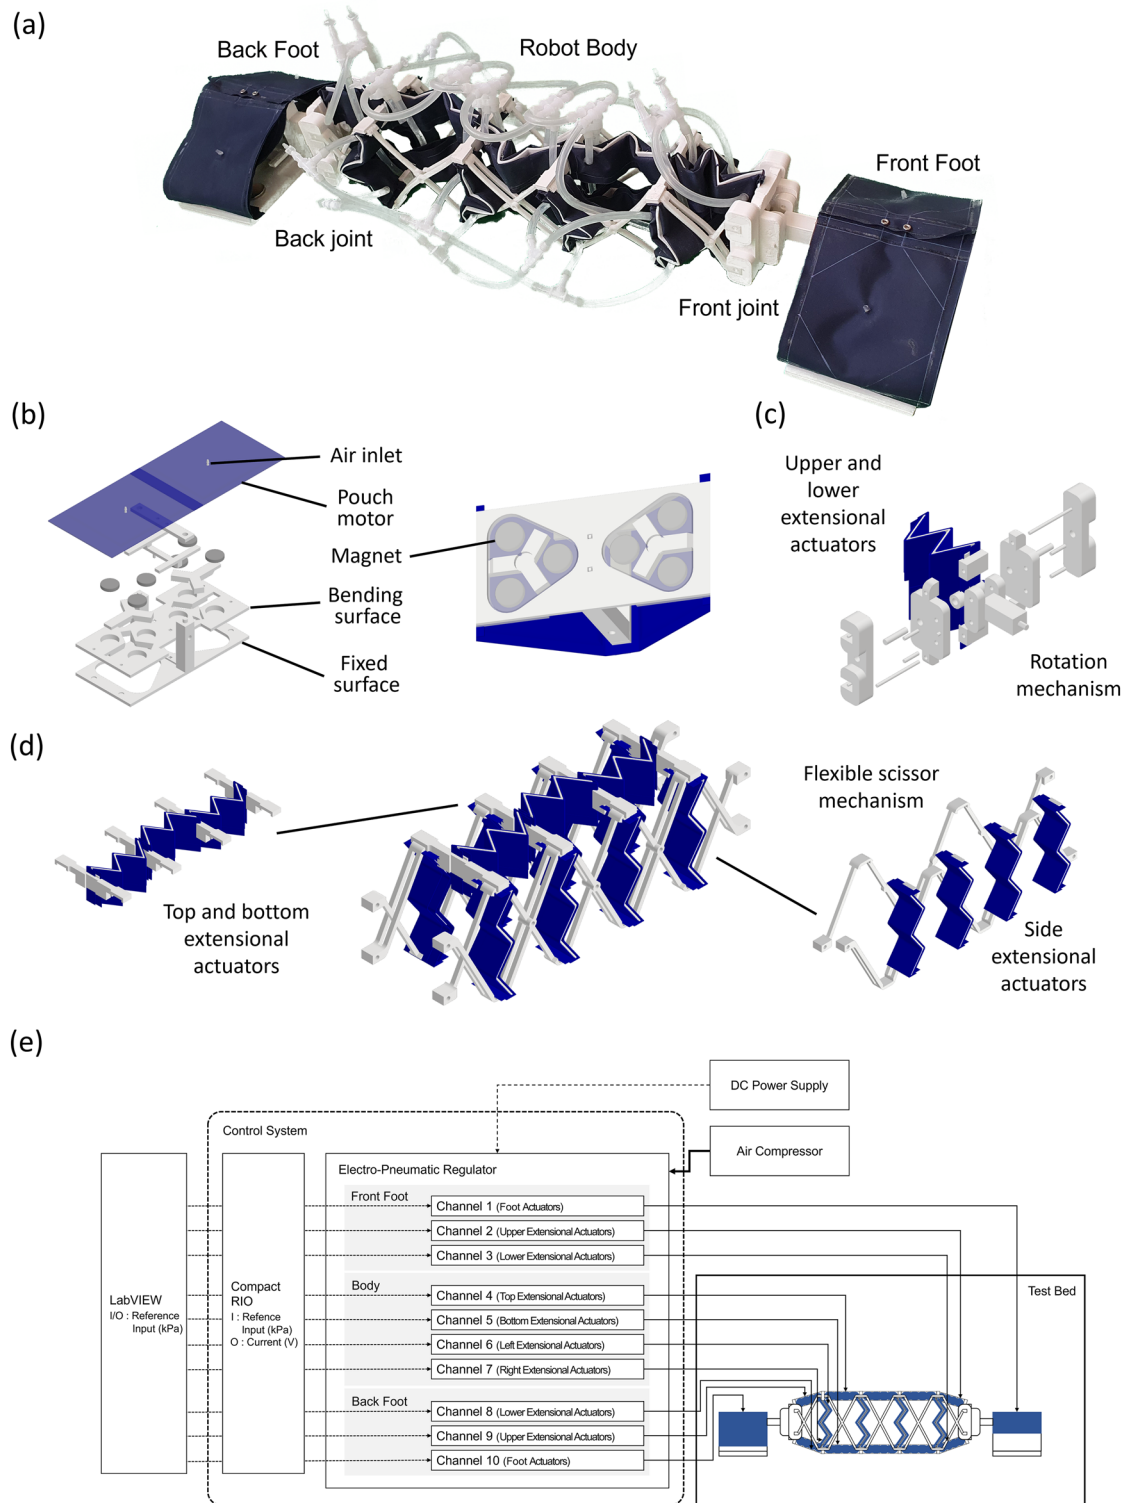 (a)
Back Foot
Robot Body
Front Foot
Back joint
Front joint
(b)
Air inlet
Pouch
motor
Magnet
Bending
surface
Fixed
surface
(c)
Upper and
lower
extensional
actuators
Rotation
mechanism
(d)
Top and bottom
extensional
actuators
Flexible scissor
mechanism
Side
extensional
actuators
(e)
DC Power Supply
Control System
Air Compressor
Electro-Pneumatic Regulator
Front Foot
Channel 1 (Foot Actuators)
Channel 2 (Upper Extensional Actuators)
Channel 3 (Lower Extensional Actuators)
Body
Channel 4 (Top Extensional Actuators)
Channel 5 (Bottom Extensional Actuators)
Channel 6 (Left Extensional Actuators)
Channel 7 (Right Extensional Actuators)
Back Foot
Channel 8 (Lower Extensional Actuators)
Channel 9 (Upper Extensional Actuators)
Channel 10 (Foot Actuators)
LabVIEW
I/O : Reference
Input (kPa)
Compact
RIO
I : Refence
Input (kPa)
O : Current (V)
Test Bed